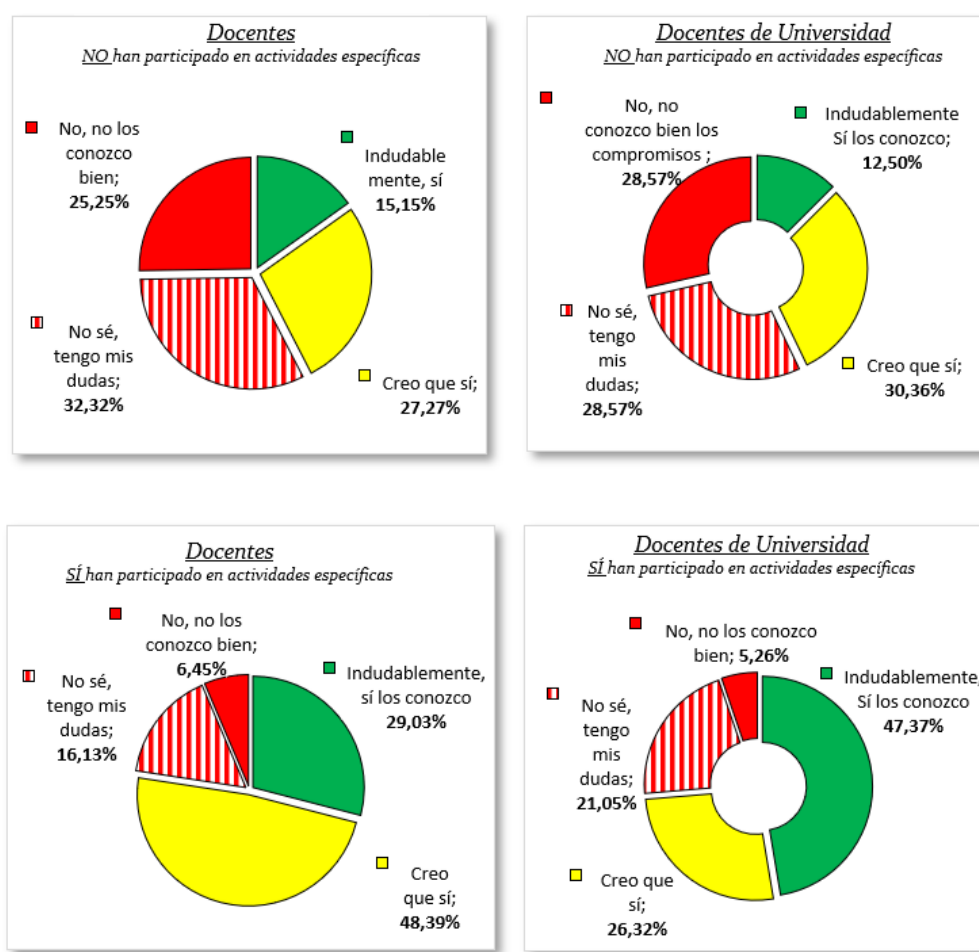 Docentes
NO han participado en actividades específicas
No, no los
conozco
bien;
25,25%
Indudable
mente, sí
15,15%
No sé,
tengo mis
dudas;
32,32%
Creo que sí;
27,27%
Docentes de Universidad
NO han participado en actividades específicas
No, no
conozco bien los
compromisos ;
28,57%
Indudablemente
Sí los conozco;
12,50%
No sé,
tengo
mis
dudas;
28,57%
Creo que sí;
30,36%
Docentes
SÍ han participado en actividades específicas
No, no los
conozco bien;
6,45%
Indudablemente,
sí los conozco
29,03%
No sé,
tengo mis
dudas;
16,13%
Creo
que sí;
48,39%
Docentes de Universidad
SÍ han participado en actividades específicas
No, no los conozco
bien; 5,26%
Indudablemente,
Sí los conozco
47,37%
No sé,
tengo
mis
dudas;
21,05%
Creo que
sí;
26,32%